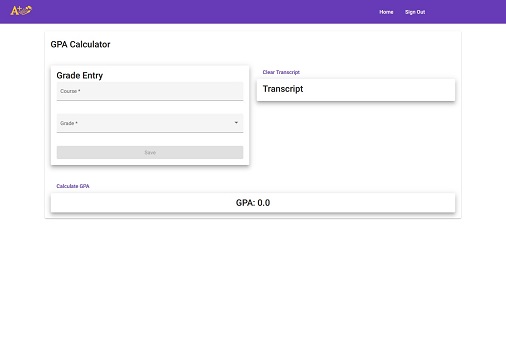 A+
Home
Sign Out
GPA Calculator
Grade Entry
Course *
Grade *
Save
Clear Transcript
Transcript
Calculate GPA
GPA: 0.0